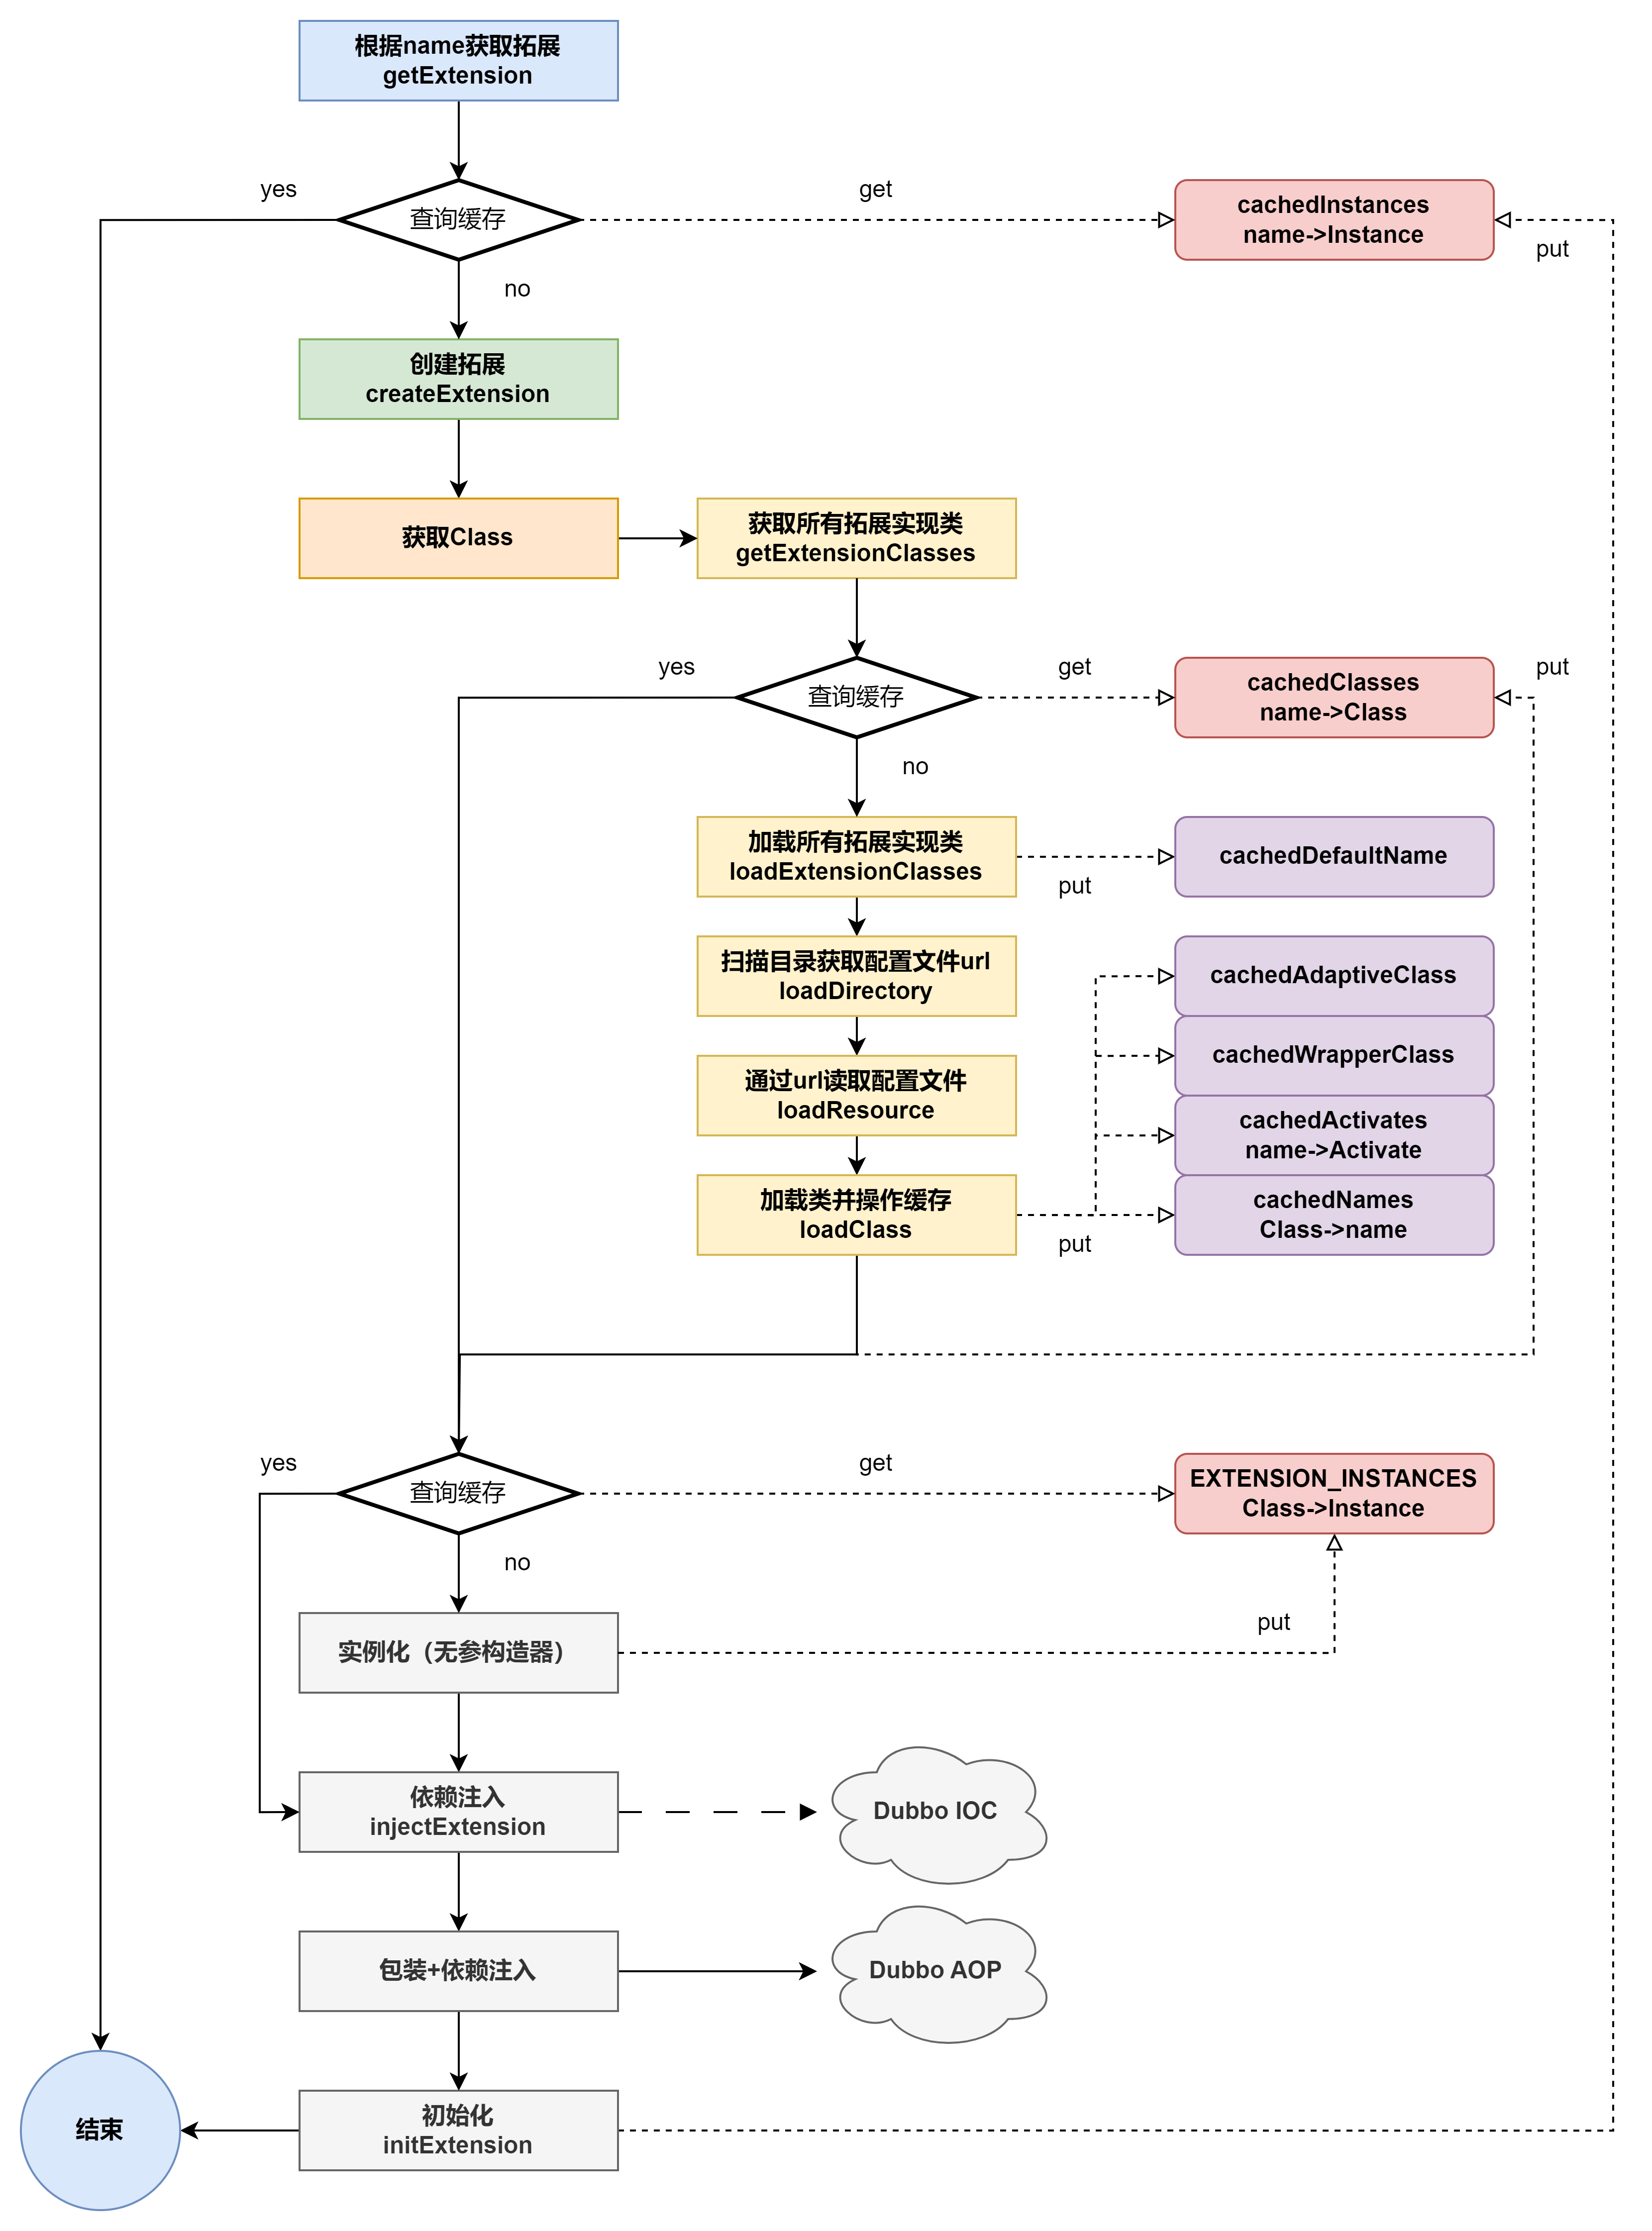 根据name获取拓展
getExtension
yes
查询缓存
get
cachedInstances
name->Instance
put
no
创建拓展
createExtension
获取Class
获取所有拓展实现类
getExtensionClasses
yes
查询缓存
get
cachedClasses
name->Class
put
no
加载所有拓展实现类
loadExtensionClasses
put
cachedDefaultName
扫描目录获取配置文件url
loadDirectory
cachedAdaptiveClass
通过url读取配置文件
loadResource
cachedWrapperClass
cachedActivates
name->Activate
加载类并操作缓存
loadClass
put
cachedNames
Class->name
yes
查询缓存
get
EXTENSION_INSTANCES
Class->Instance
no
实例化（无参构造器）
put
依赖注入
injectExtension
Dubbo IOC
包装+依赖注入
Dubbo AOP
结束
初始化
initExtension